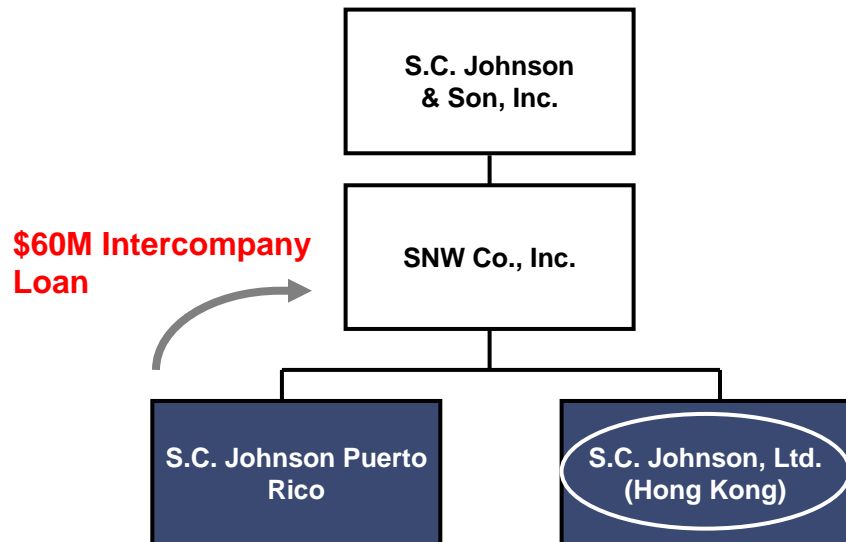 S.C. Johnson
& Son, Inc.
$60M Intercompany
Loan
SNW Co., Inc.
S.C. Johnson Puerto
Rico
S.C. Johnson, Ltd.
(Hong Kong)